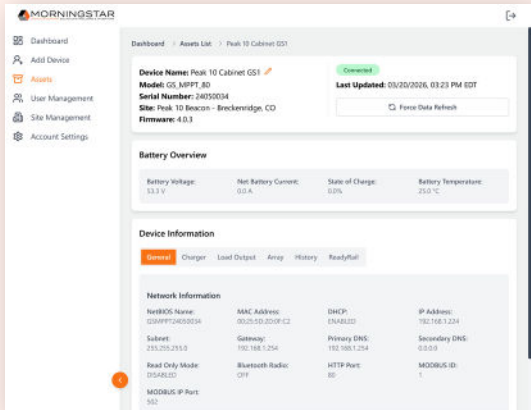 MORNINGSTAR
Dashboard
Add Device
Assets
User Management
Site Management
Account Settings
Dashboard > Assets List > Peak 10 Cabinet GS1
Device Name: Peak 10 Cabinet GS1
Model: GS_MPPT_80
Serial Number: 24050034
Site: Peak 10 Beacon - Breckenridge, CO
Firmware: 4.0.3
Connected
Last Updated: 03/20/2026, 03:23 PM EDT
Force Data Refresh
Battery Overview
Battery Voltage: Net Battery Current: State of Charge: Battery Temperature:
53.3 V 0.0 A 0.0% 25.0 °C
Device Information
General Charger Load Output Array History ReadyRail
Network Information
NetBIOS Name: MAC Address: DHCP: IP Address:
GSMPPT24050034 00:25:5D:2D:0F:C2 ENABLED 192.168.1.224
Subnet: Gateway: Primary DNS: Secondary DNS:
255.255.255.0 192.168.1.254 192.168.1.254 0.0.0.0
Read Only Mode: Bluetooth Radio: HTTP Port: MODBUS ID:
DISABLED OFF 80 1
MODBUS IP Port:
502